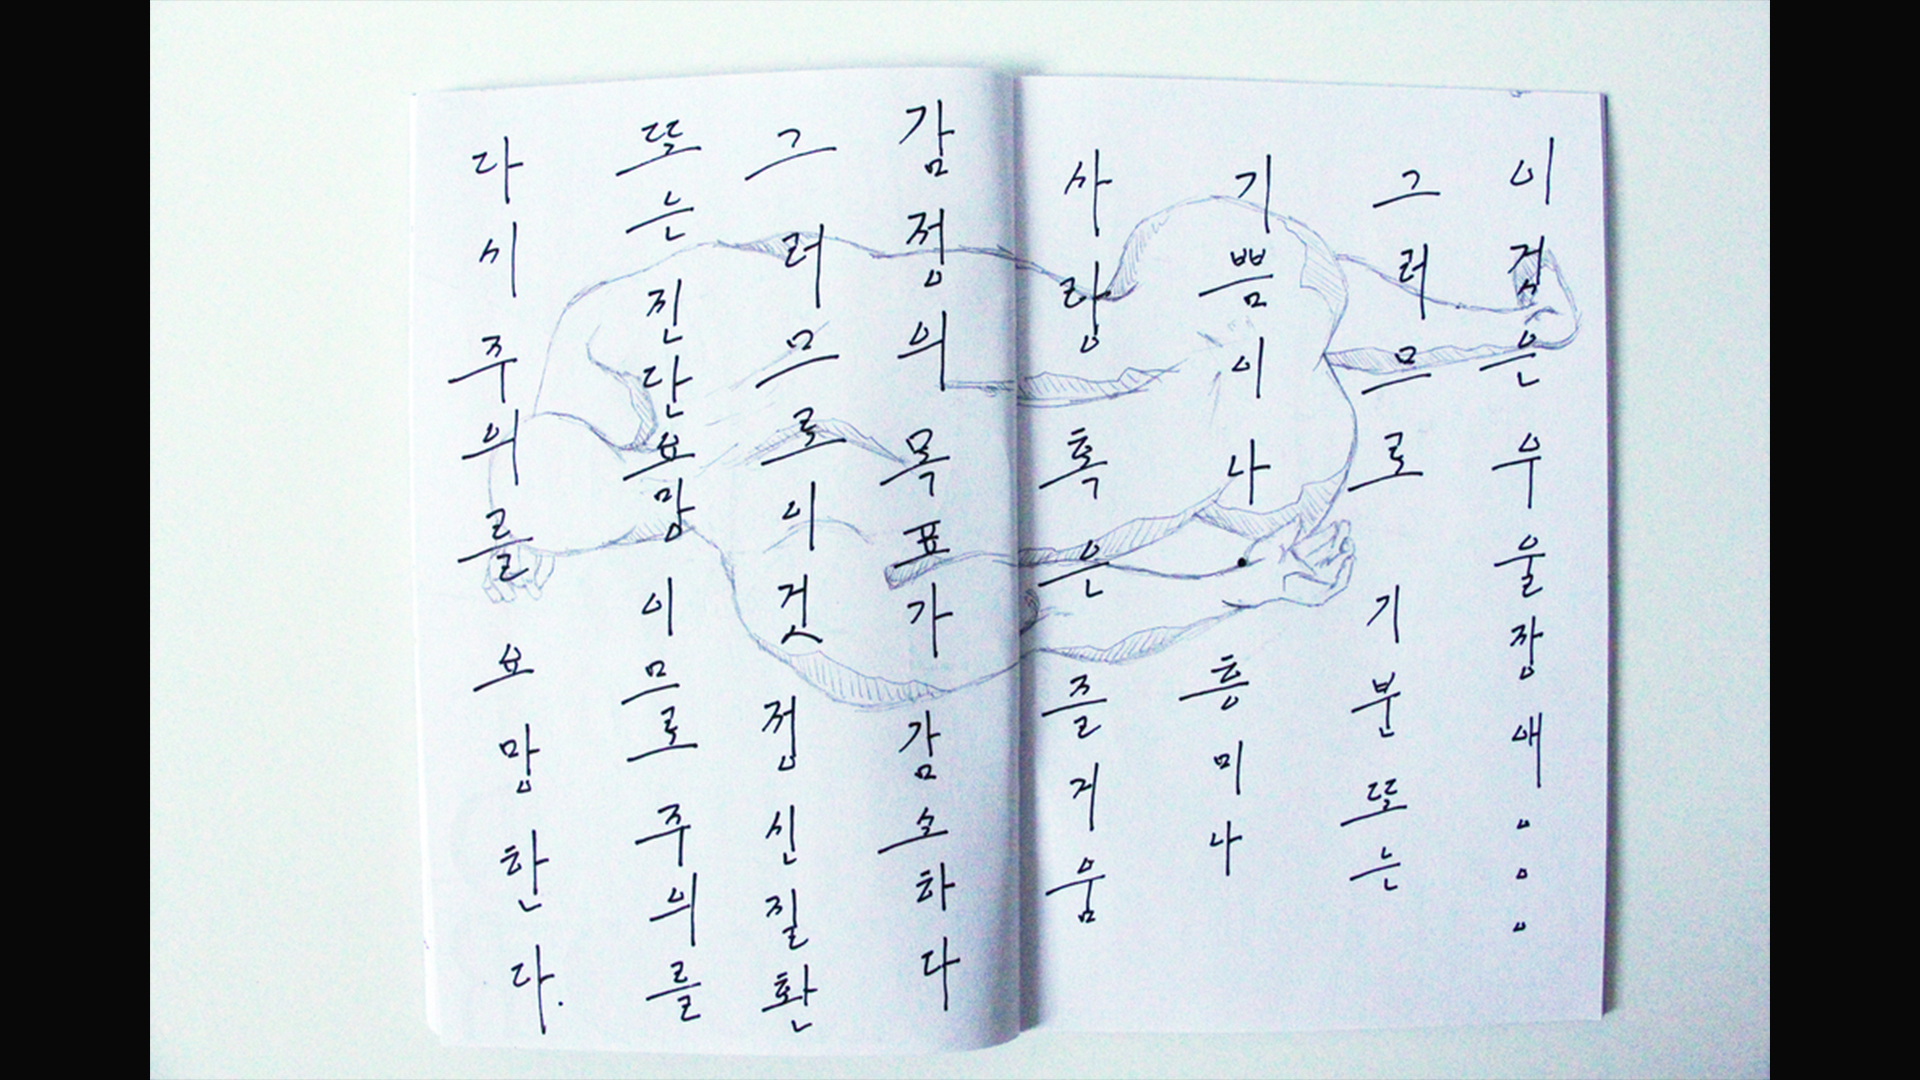 이것은 우울장애。。。
그러므로 기분 또는
기쁨이나 흥미나
사랑 혹은 즐거움
감정의 목표가 감소하다
그러므로 이것 정신질환
또는 진단요망 이므로 주의를
다시 주의를 요망한다.